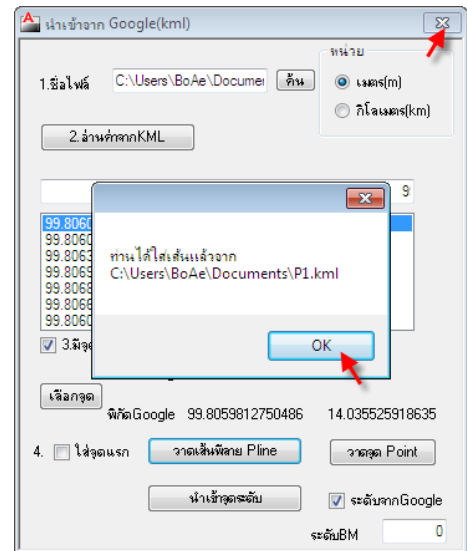 นำเข้าจาก Google(kml)
หน่วย
1.ชื่อไฟล์ C:\Users\BoAe\Documei ค้น
เมตร(m)
กิโลเมตร(km)
2.อ่านค่าจากKML
9
99.8060
99.8060
99.8063
99.8065
99.8068
99.8066
99.8060
ท่านได้ใส่เส้นแล้วจาก
C:\Users\BoAe\Documents\P1.kml
OK
3.มีจุด
เลือกจุด
พิกัดGoogle 99.8059812750486 14.035525918635
4. ใส่จุดแรก วาดเส้นพีลาย Pline วาดจุด Point
นำเข้าจุดระดับ ระดับจากGoogle
ระดับBM 0